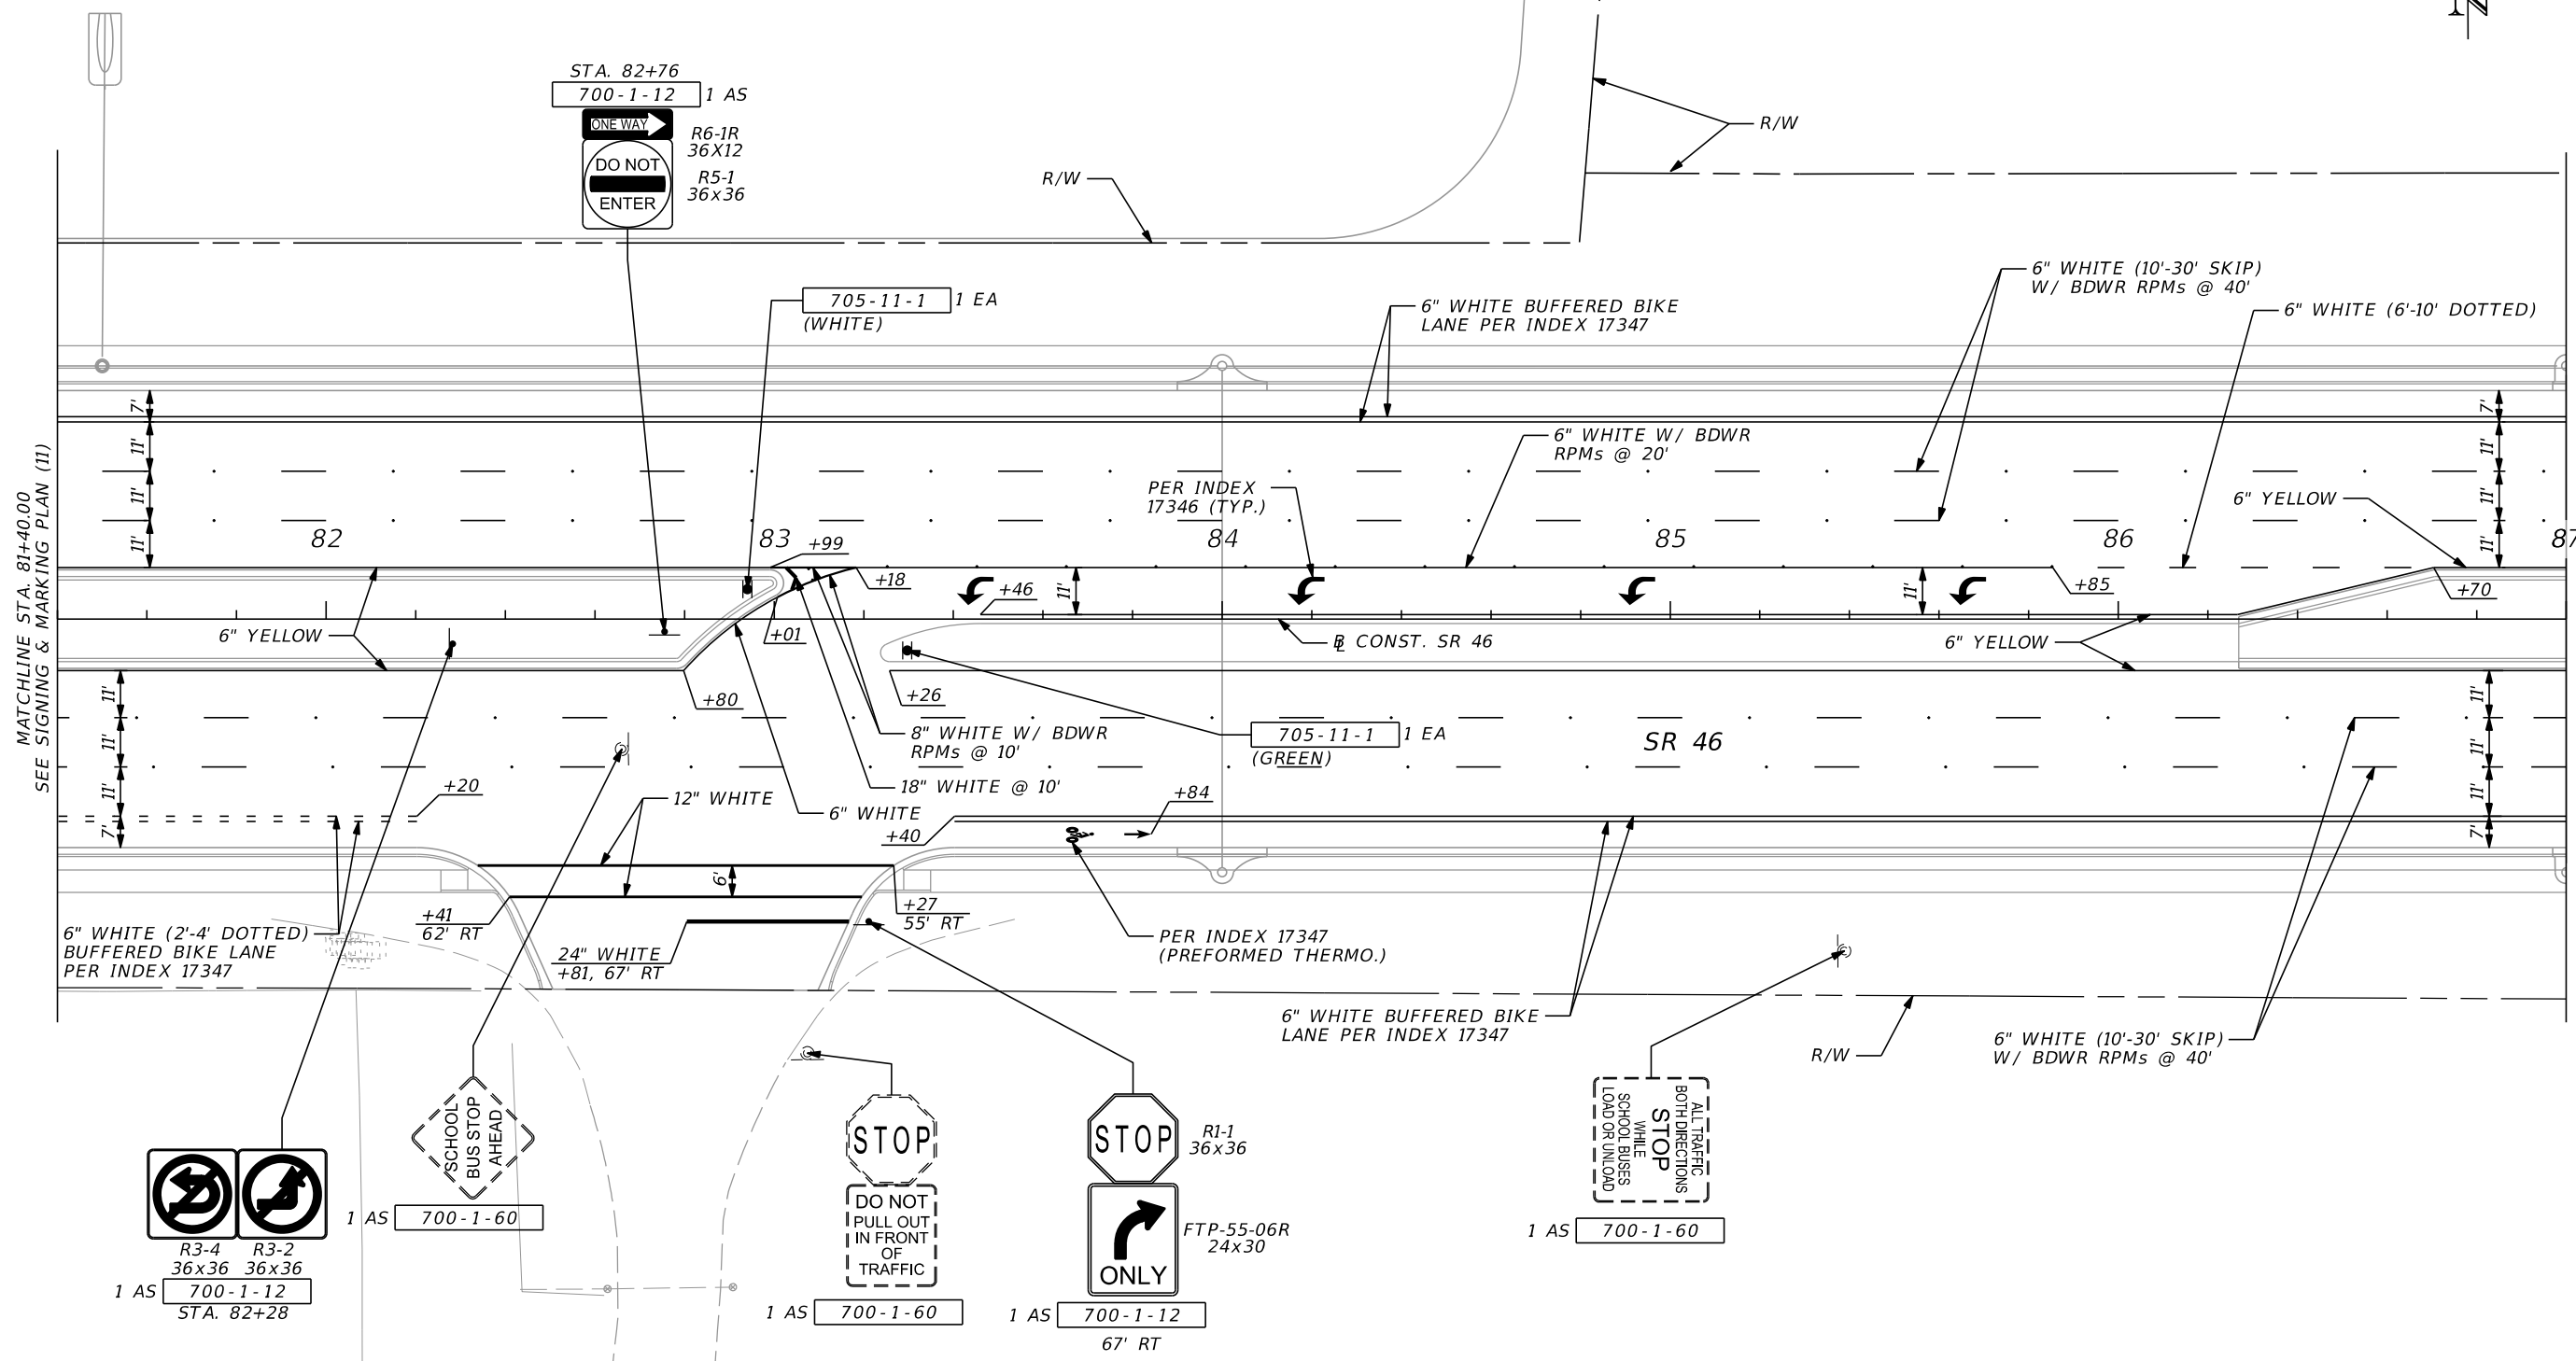 N
STA. 82+76
700-1-12 1 AS
ONE WAY
R6-1R
36X12
DO NOT
ENTER
R5-1
36x36
R/W
R/W
705-11-1 1 EA
(WHITE)
6" WHITE BUFFERED BIKE
LANE PER INDEX 17347
6" WHITE (10'-30' SKIP)
W/ BDWR RPMs @ 40'
6" WHITE (6'-10' DOTTED)
MATCHLINE STA. 81+40.00
SEE SIGNING & MARKING PLAN (11)
7'
11'
11'
11'
7'
11'
11'
11'
6" WHITE W/ BDWR
RPMs @ 20'
PER INDEX
17346 (TYP.)
6" YELLOW
82
83
84
85
86
87
+99
+18
+46
11'
11'
+85
+70
6" YELLOW
+01
B
L CONST. SR 46
6" YELLOW
+80
+26
8" WHITE W/ BDWR
RPMs @ 10'
705-11-1 1 EA
(GREEN)
SR 46
11'
11'
11'
7'
11'
11'
11'
7'
+20
12" WHITE
18" WHITE @ 10'
6" WHITE
+84
+40
6'
+41
62' RT
+27
55' RT
24" WHITE
+81, 67' RT
6" WHITE (2'-4' DOTTED)
BUFFERED BIKE LANE
PER INDEX 17347
PER INDEX 17347
(PREFORMED THERMO.)
6" WHITE BUFFERED BIKE
LANE PER INDEX 17347
R/W
6" WHITE (10'-30' SKIP)
W/ BDWR RPMs @ 40'
R3-4
36x36
R3-2
36x36
1 AS 700-1-12
STA. 82+28
SCHOOL
BUS STOP
AHEAD
1 AS 700-1-60
STOP
DO NOT
PULL OUT
IN FRONT
OF
TRAFFIC
1 AS 700-1-60
STOP
R1-1
36x36
ONLY
FTP-55-06R
24x30
1 AS 700-1-12
67' RT
ALL TRAFFIC
BOTH DIRECTIONS
STOP
WHILE
SCHOOL BUSES
LOAD OR UNLOAD
1 AS 700-1-60